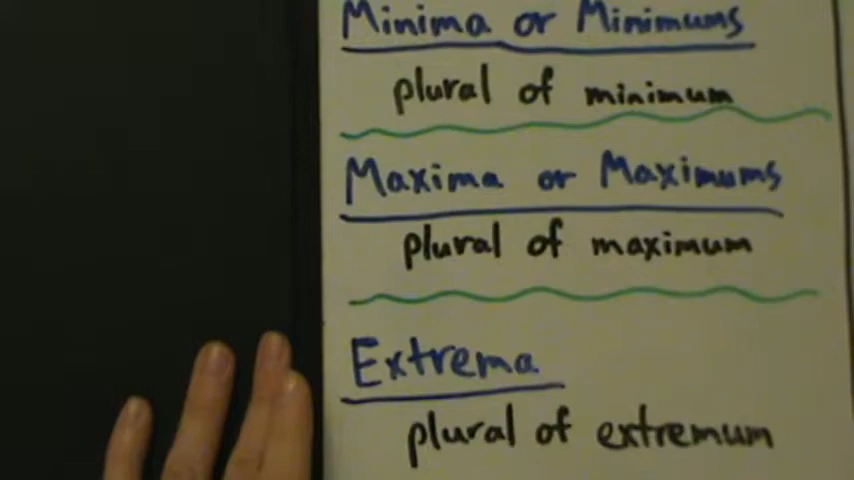 Minima or Minimums
plural of minimum
Maxima or Maximums
plural of maximum
Extrema
plural of extremum